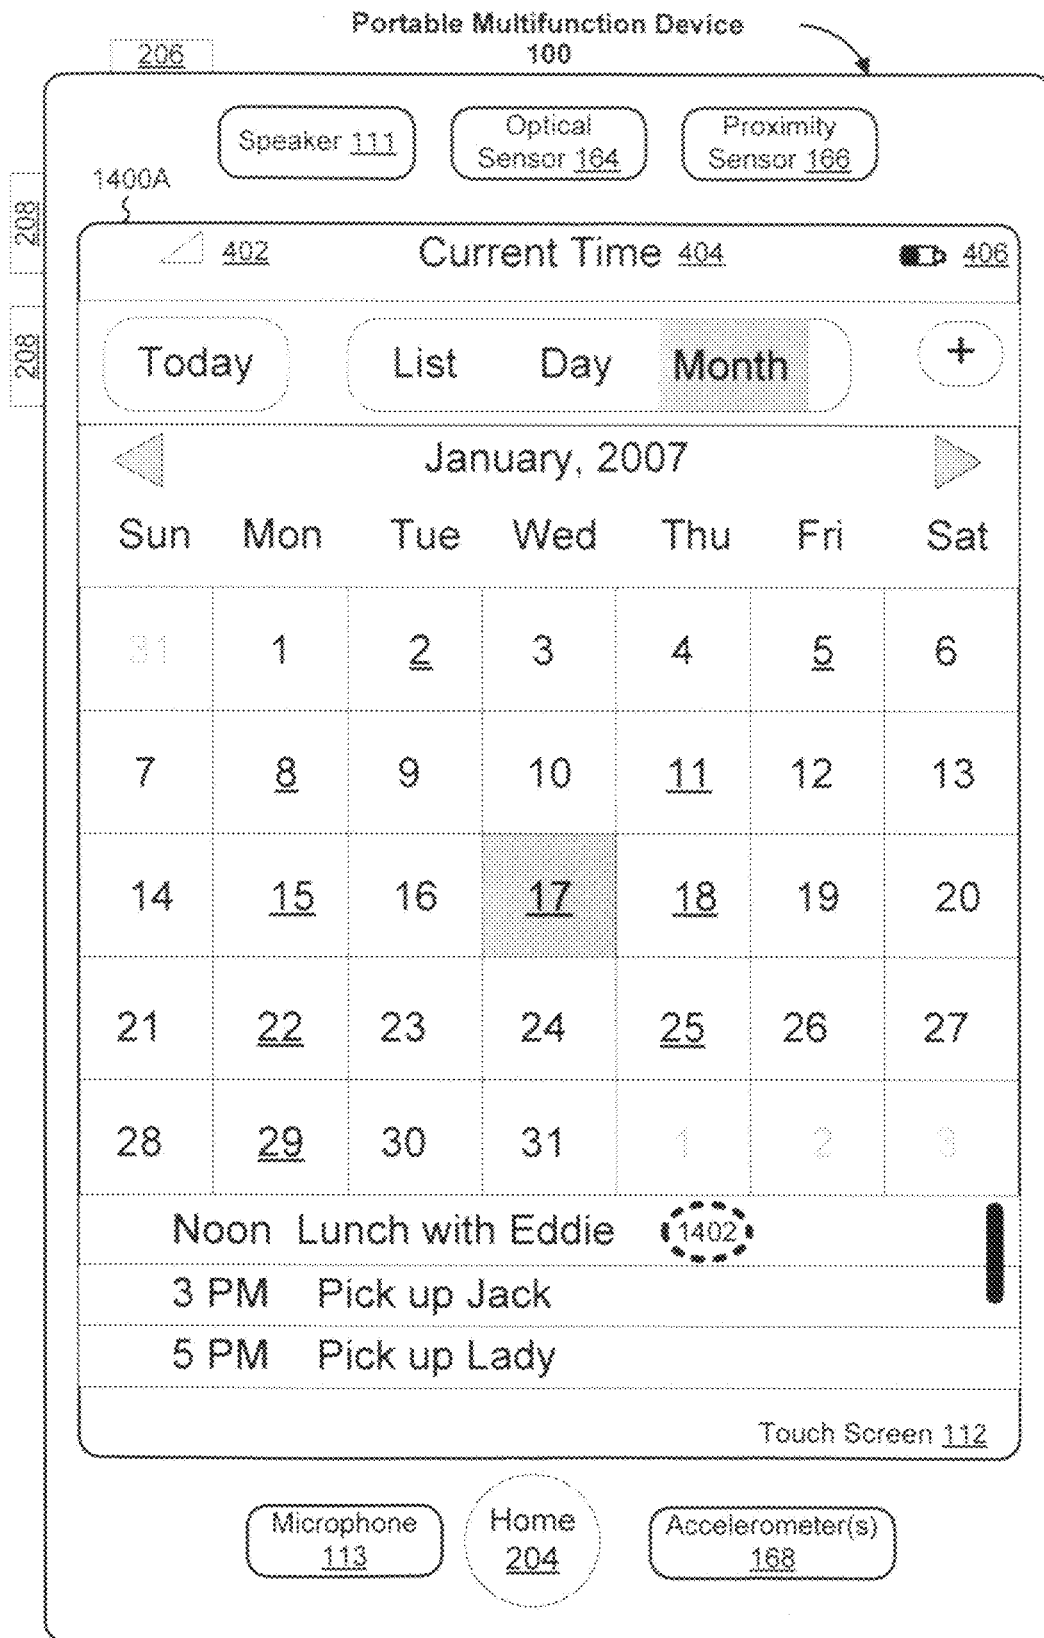 Portable Multifunction Device
100
206
Speaker 111
Optical
Sensor 164
Proximity
Sensor 166
1400A
208
208
402 Current Time 404 406
Today List Day Month +
January, 2007
Sun Mon Tue Wed Thu Fri Sat
31 1 2 3 4 5 6
7 8 9 10 11 12 13
14 15 16 17 18 19 20
21 22 23 24 25 26 27
28 29 30 31 1 2 3
Noon Lunch with Eddie 1402
3 PM Pick up Jack
5 PM Pick up Lady
Touch Screen 112
Microphone
113
Home
204
Accelerometer(s)
168